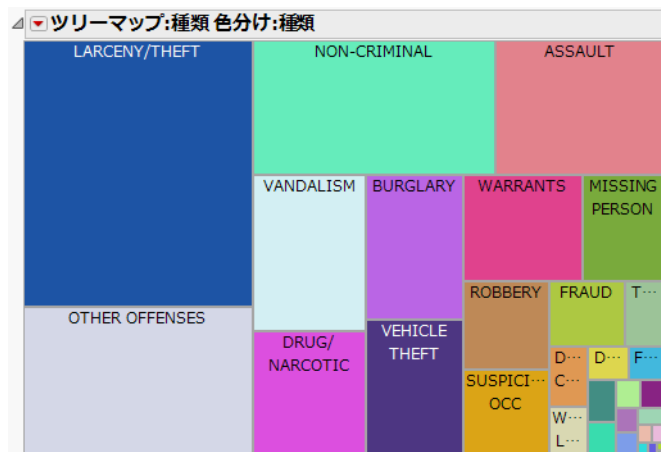 ツリーマップ:種類 色分け:種類
LARCENY/THEFT
NON-CRIMINAL
ASSAULT
VANDALISM
BURGLARY
WARRANTS
MISSING
PERSON
ROBBERY
FRAUD
T…
OTHER OFFENSES
DRUG/
NARCOTIC
VEHICLE
THEFT
SUSPICI…
OCC
D…
C…
D…
F…
W…
L…